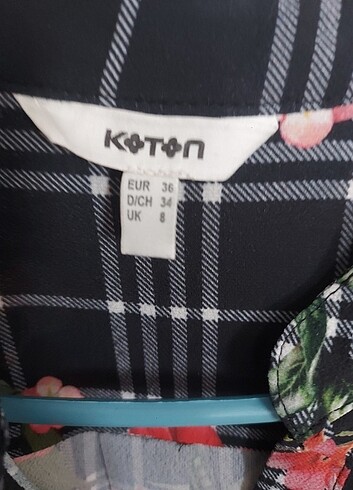 KOTON
EUR 36
D/CH 34
UK 8